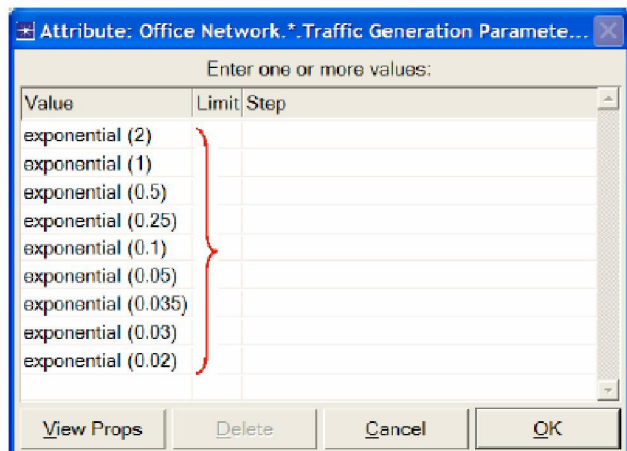 Attribute: Office Network.*.Traffic Generation Paramete...
Enter one or more values:
Value Limit Step
exponential (2)
exponential (1)
exponential (0.5)
exponential (0.25)
exponential (0.1)
exponential (0.05)
exponential (0.035)
exponential (0.03)
exponential (0.02)
View Props Delete Cancel OK